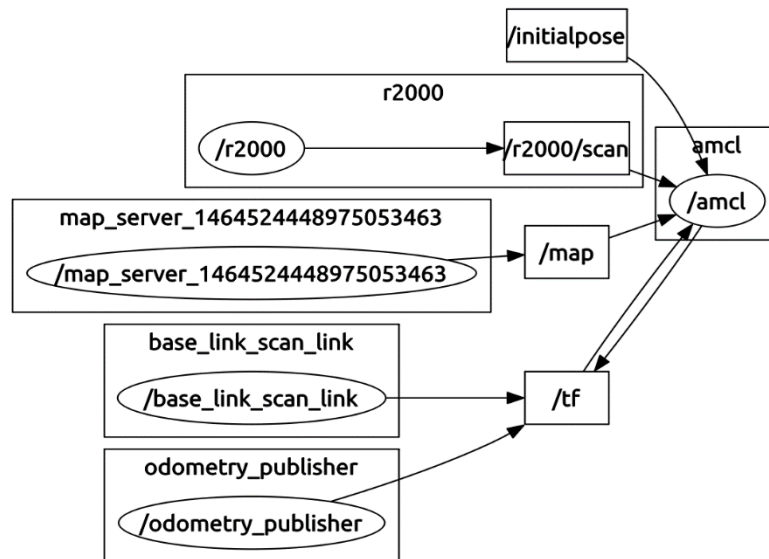 /initialpose
r2000
/r2000
/r2000/scan
amcl
/amcl
map_server_1464524448975053463
/map_server_1464524448975053463
/map
base_link_scan_link
/base_link_scan_link
/tf
odometry_publisher
/odometry_publisher